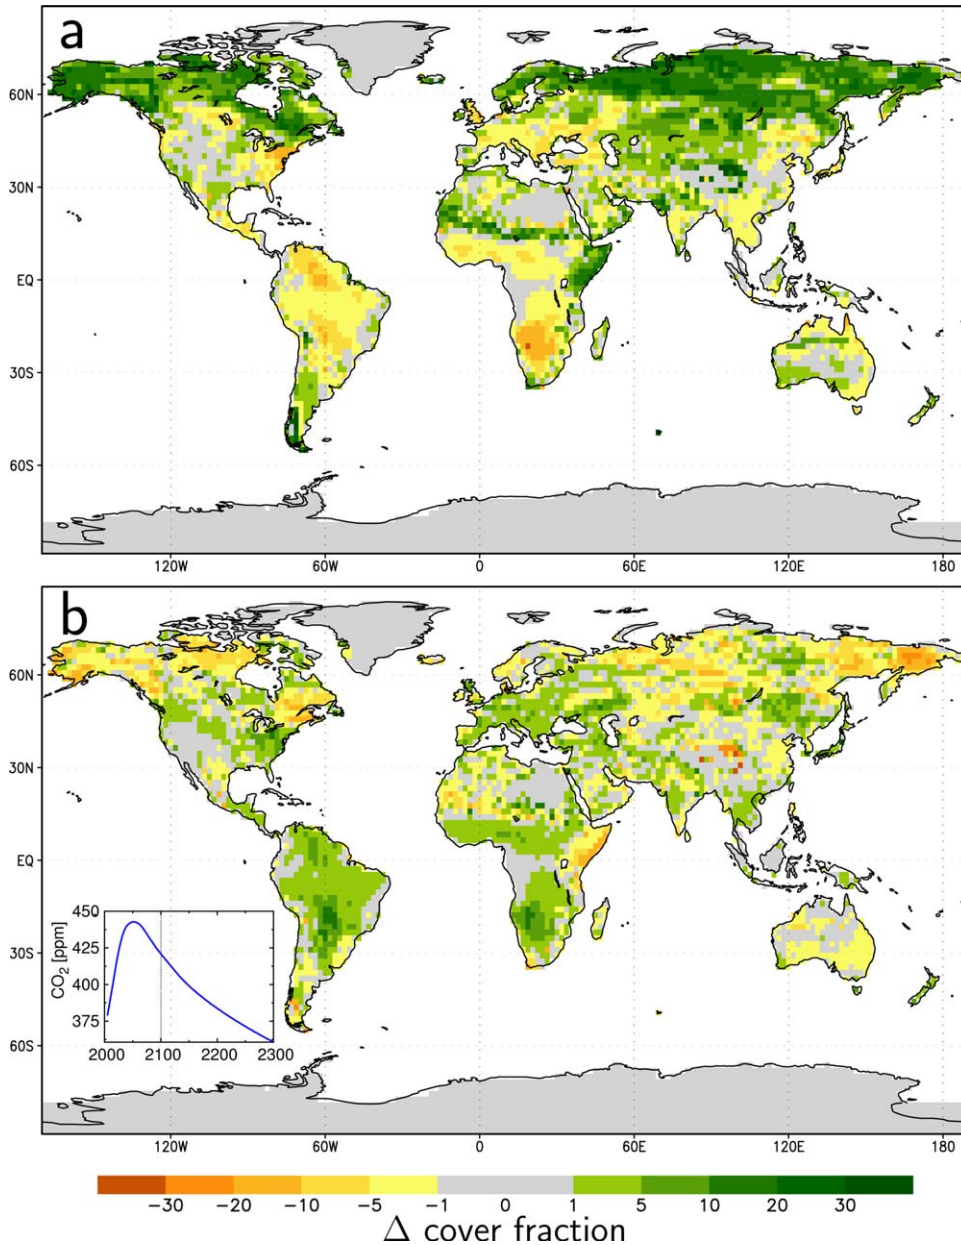 a
60N
30N
EQ
30S
60S
120W 60W 0 60E 120E 180
b
60N
30N
EQ
30S
60S
CO₂ [ppm]
450
425
400
375
2000 2050 2100 2200 2300
120W 60W 0 60E 120E 180
−30 −20 −10 −5 −1 0 1 5 10 20 30
Δ cover fraction